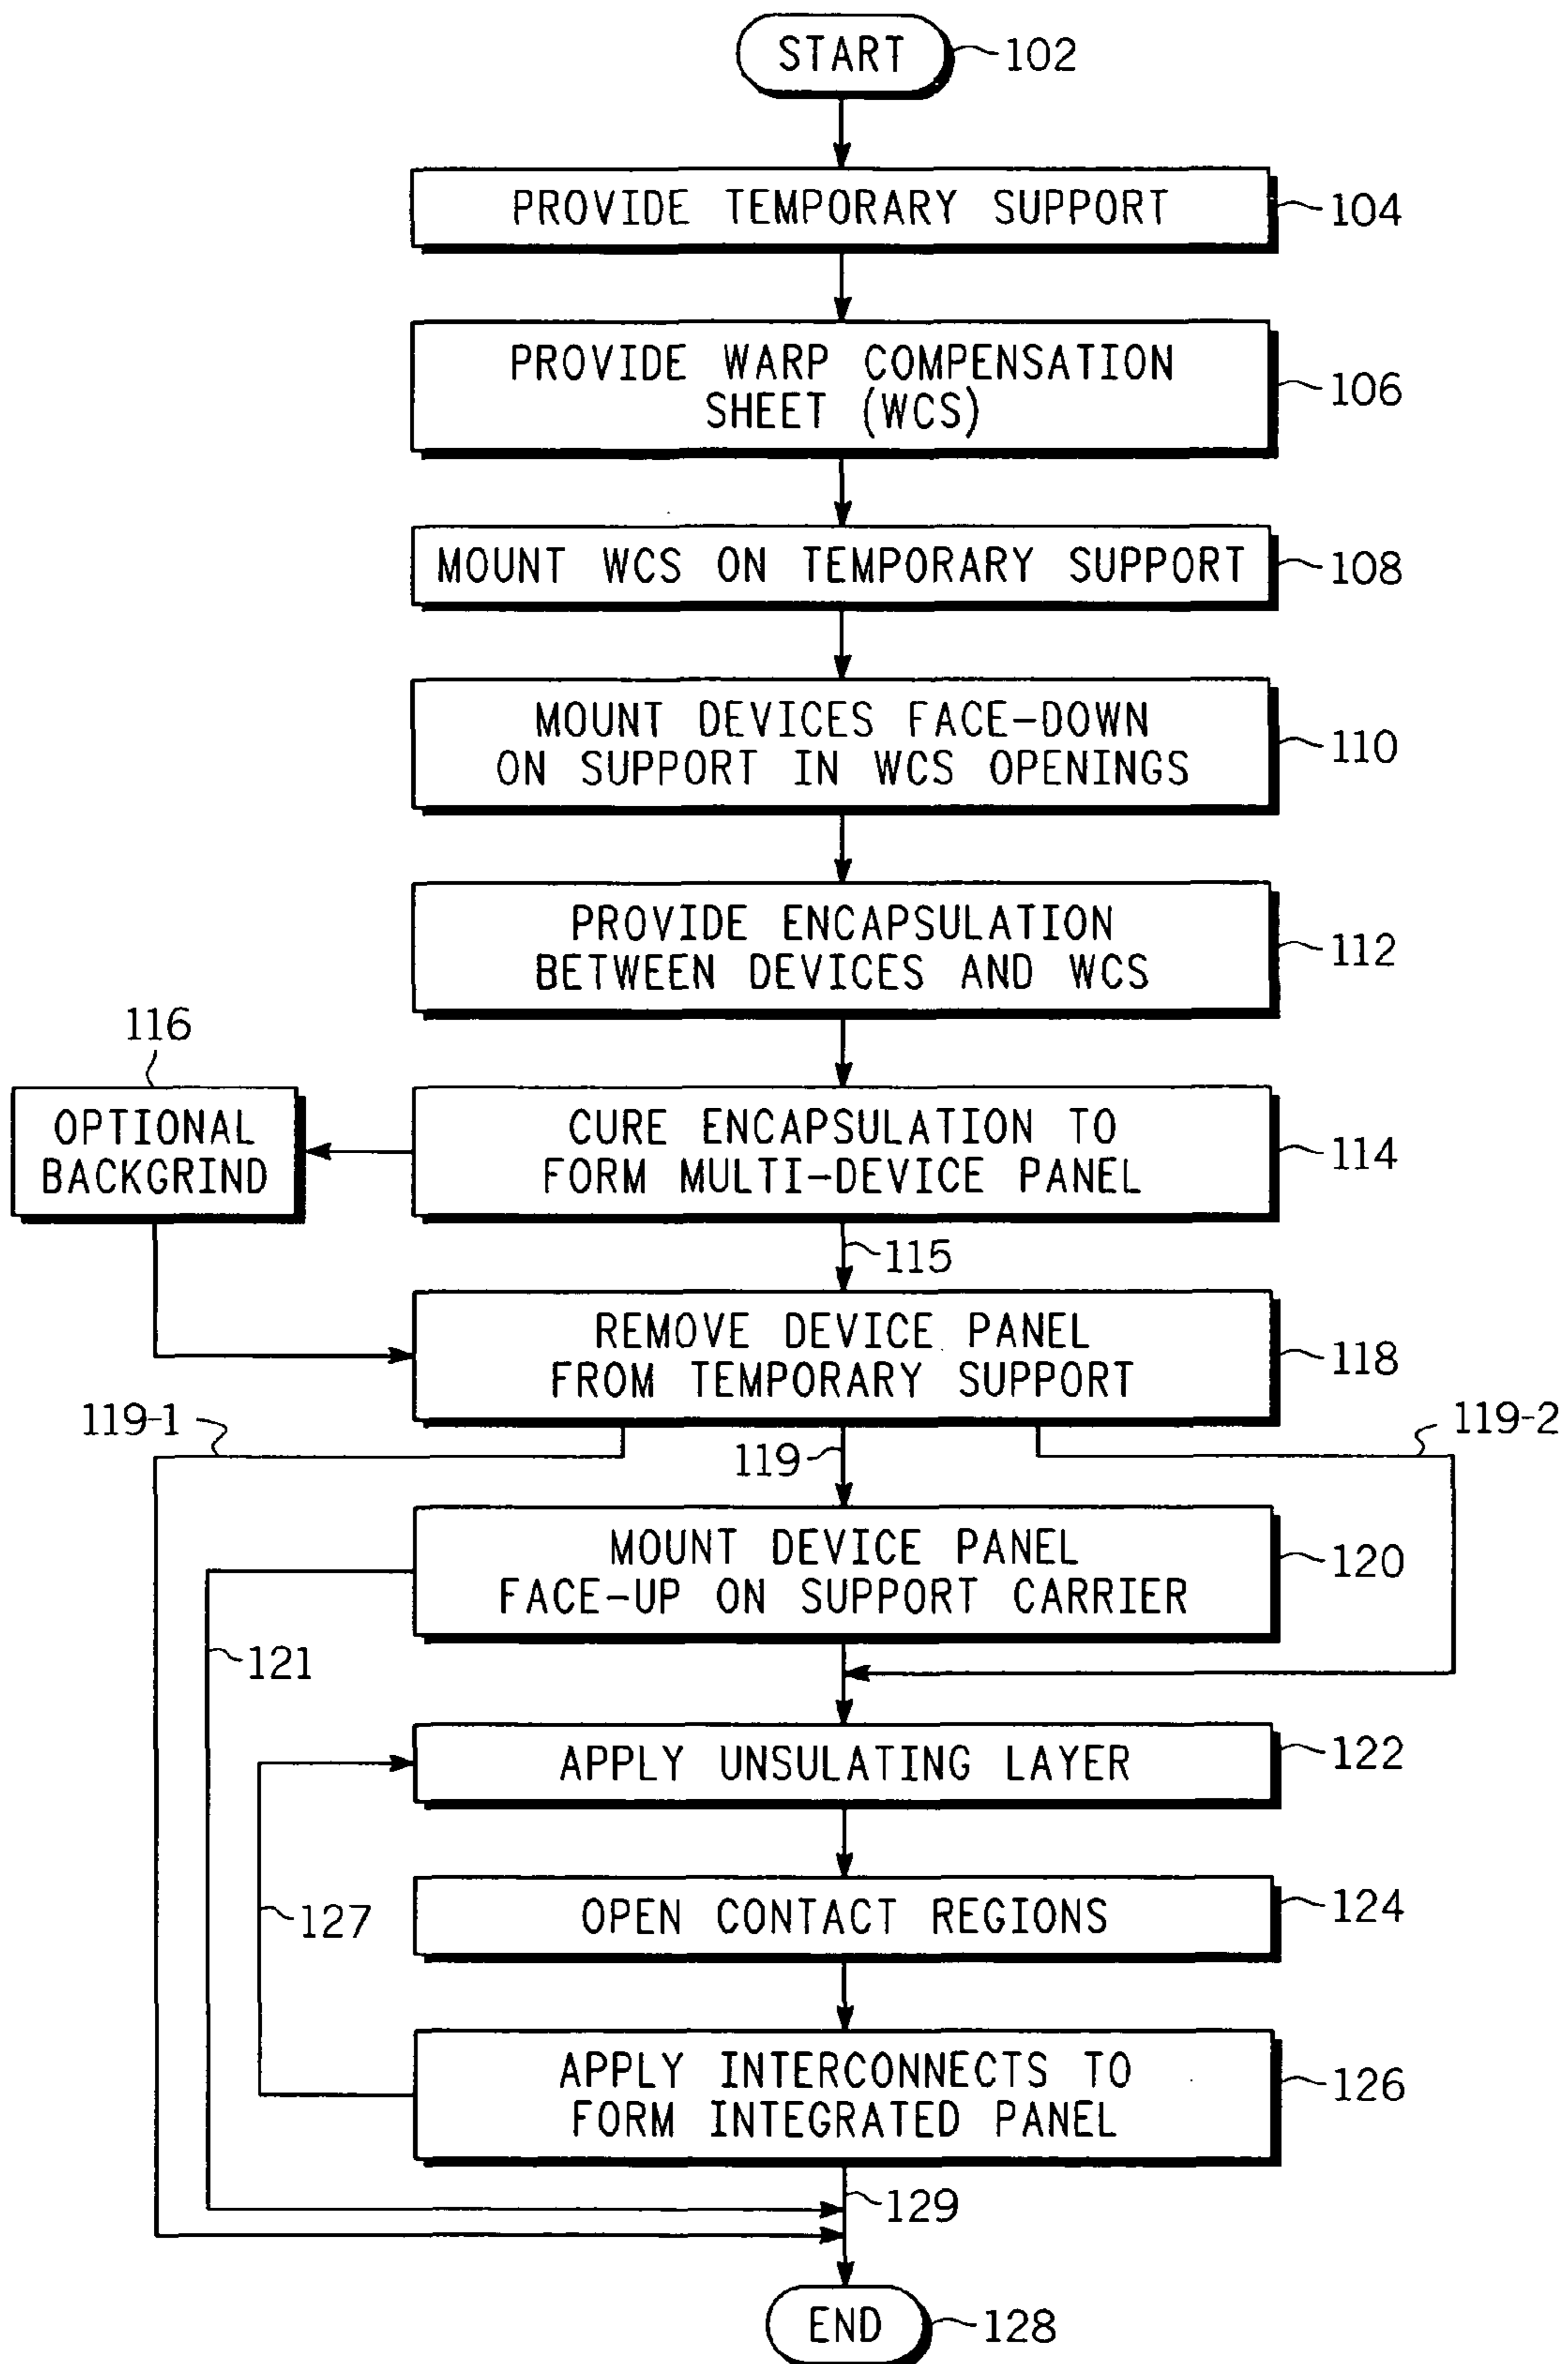 START
102
PROVIDE TEMPORARY SUPPORT
104
PROVIDE WARP COMPENSATION
SHEET (WCS)
106
MOUNT WCS ON TEMPORARY SUPPORT
108
MOUNT DEVICES FACE-DOWN
ON SUPPORT IN WCS OPENINGS
110
PROVIDE ENCAPSULATION
BETWEEN DEVICES AND WCS
112
116
OPTIONAL
BACKGRIND
CURE ENCAPSULATION TO
FORM MULTI-DEVICE PANEL
114
115
REMOVE DEVICE PANEL
FROM TEMPORARY SUPPORT
118
119-1
119
119-2
MOUNT DEVICE PANEL
FACE-UP ON SUPPORT CARRIER
120
121
APPLY UNSULATING LAYER
122
OPEN CONTACT REGIONS
124
127
APPLY INTERCONNECTS TO
FORM INTEGRATED PANEL
126
129
END
128